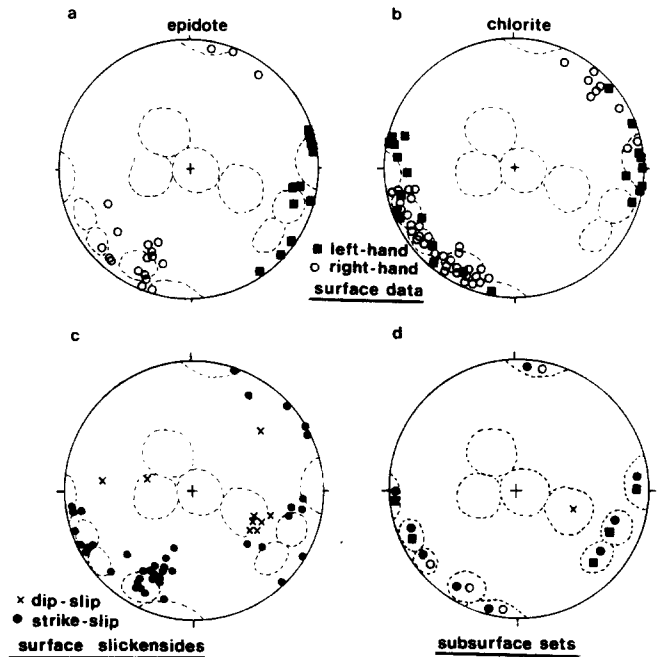 a
epidote
b
chlorite
left-hand
right-hand
surface data
c
d
dip-slip
strike-slip
surface slickensides
subsurface sets